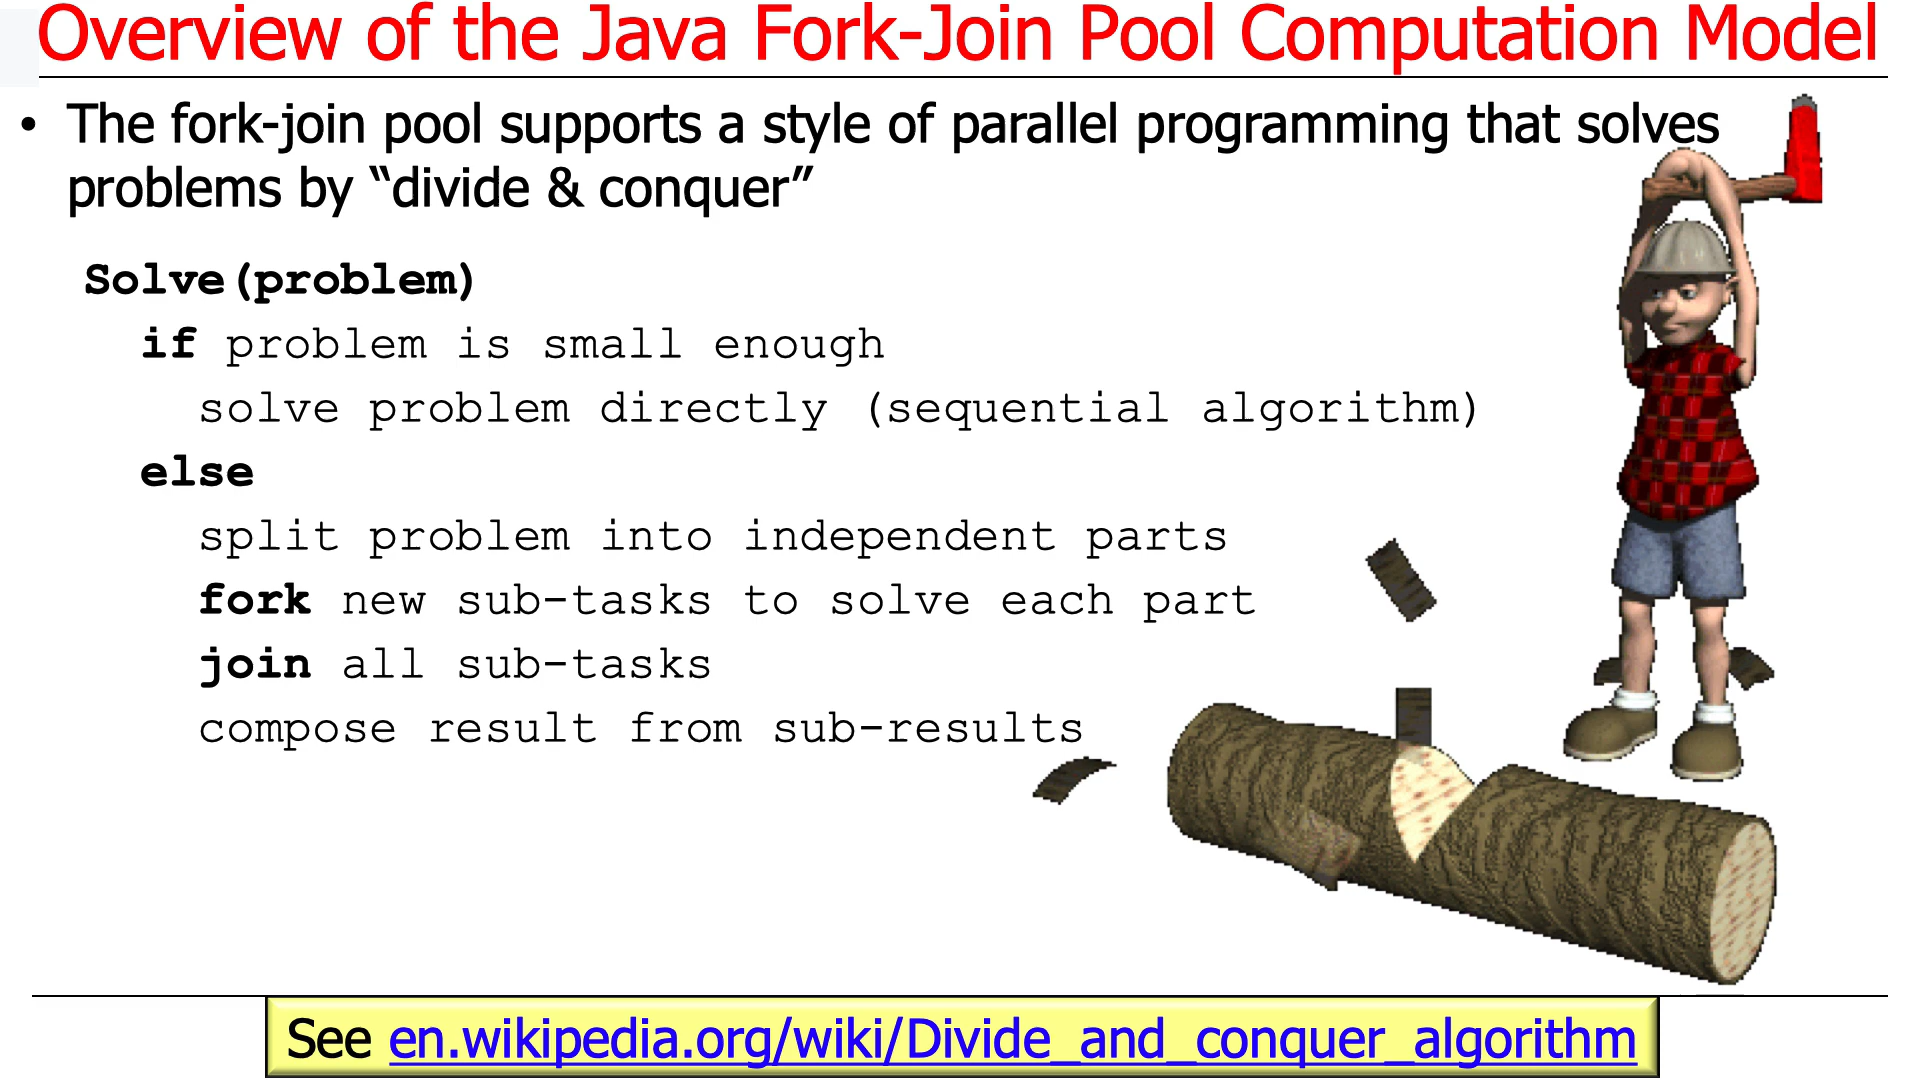 Overview of the Java Fork-Join Pool Computation Model
• The fork-join pool supports a style of parallel programming that solves
problems by “divide & conquer”
Solve(problem)
if problem is small enough
solve problem directly (sequential algorithm)
else
split problem into independent parts
fork new sub-tasks to solve each part
join all sub-tasks
compose result from sub-results
See en.wikipedia.org/wiki/Divide_and_conquer_algorithm